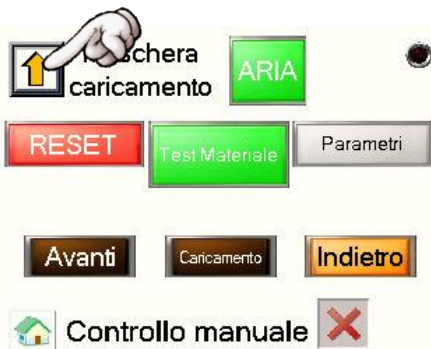 caricamento
ARIA
RESET
Test Materiale
Parametri
Avanti
Caricamento
Indietro
Controllo manuale